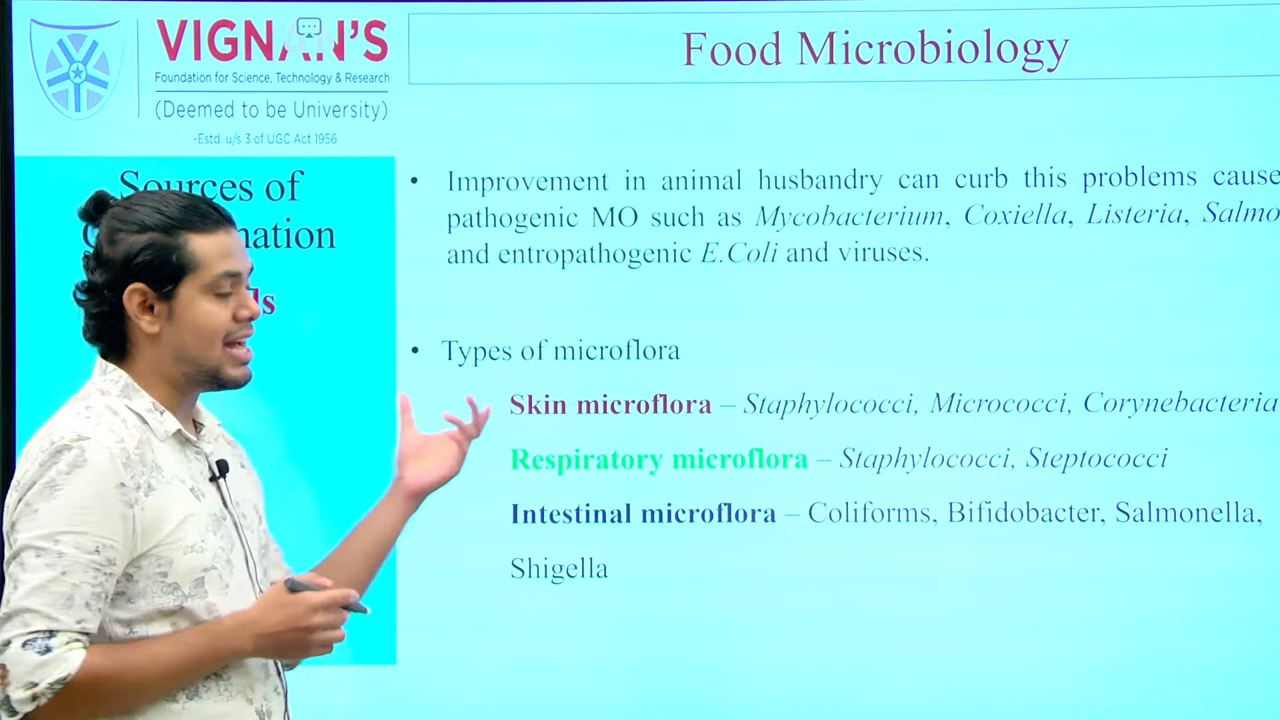 VIGNAN'S
Foundation for Science, Technology & Research
(Deemed to be University)
-Estd. u/s 3 of UGC Act 1956
Food Microbiology
Sources of
• Improvement in animal husbandry can curb this problems cause
pathogenic MO such as Mycobacterium, Coxiella, Listeria, Salmo
and entropathogenic E.Coli and viruses.
• Types of microflora
Skin microflora – Staphylococci, Micrococci, Corynebacteria
Respiratory microflora – Staphylococci, Steptococci
Intestinal microflora – Coliforms, Bifidobacter, Salmonella,
Shigella